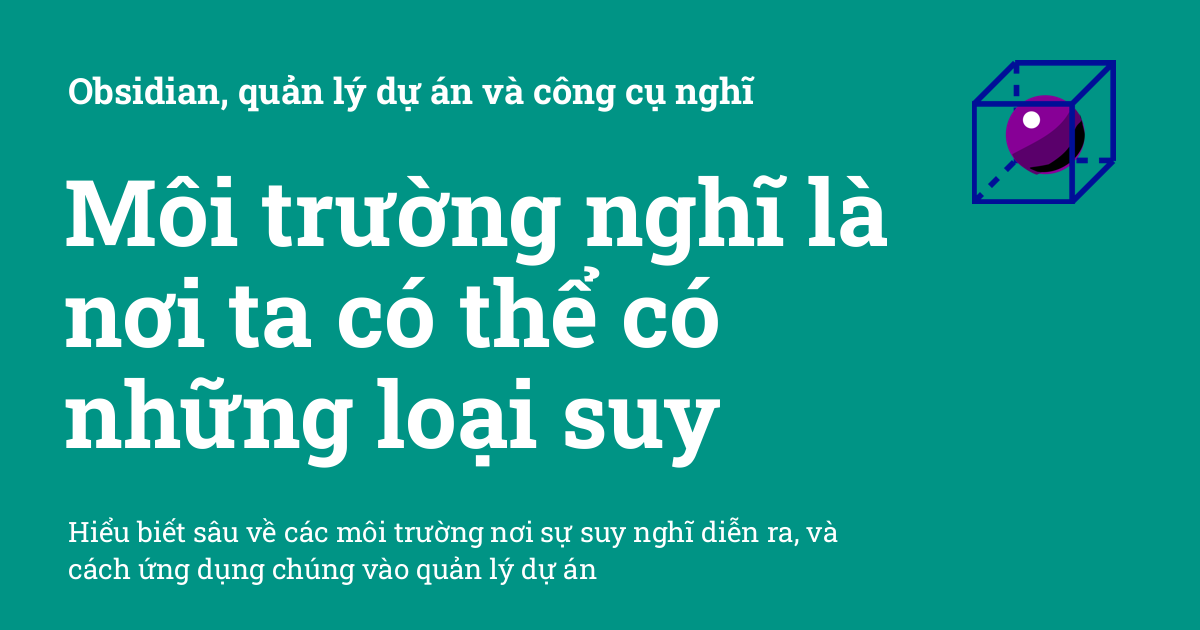 Obsidian, quản lý dự án và công cụ nghĩ
Môi trường nghĩ là
nơi ta có thể có
những loại suy
Hiểu biết sâu về các môi trường nơi sự suy nghĩ diễn ra, và
cách ứng dụng chúng vào quản lý dự án